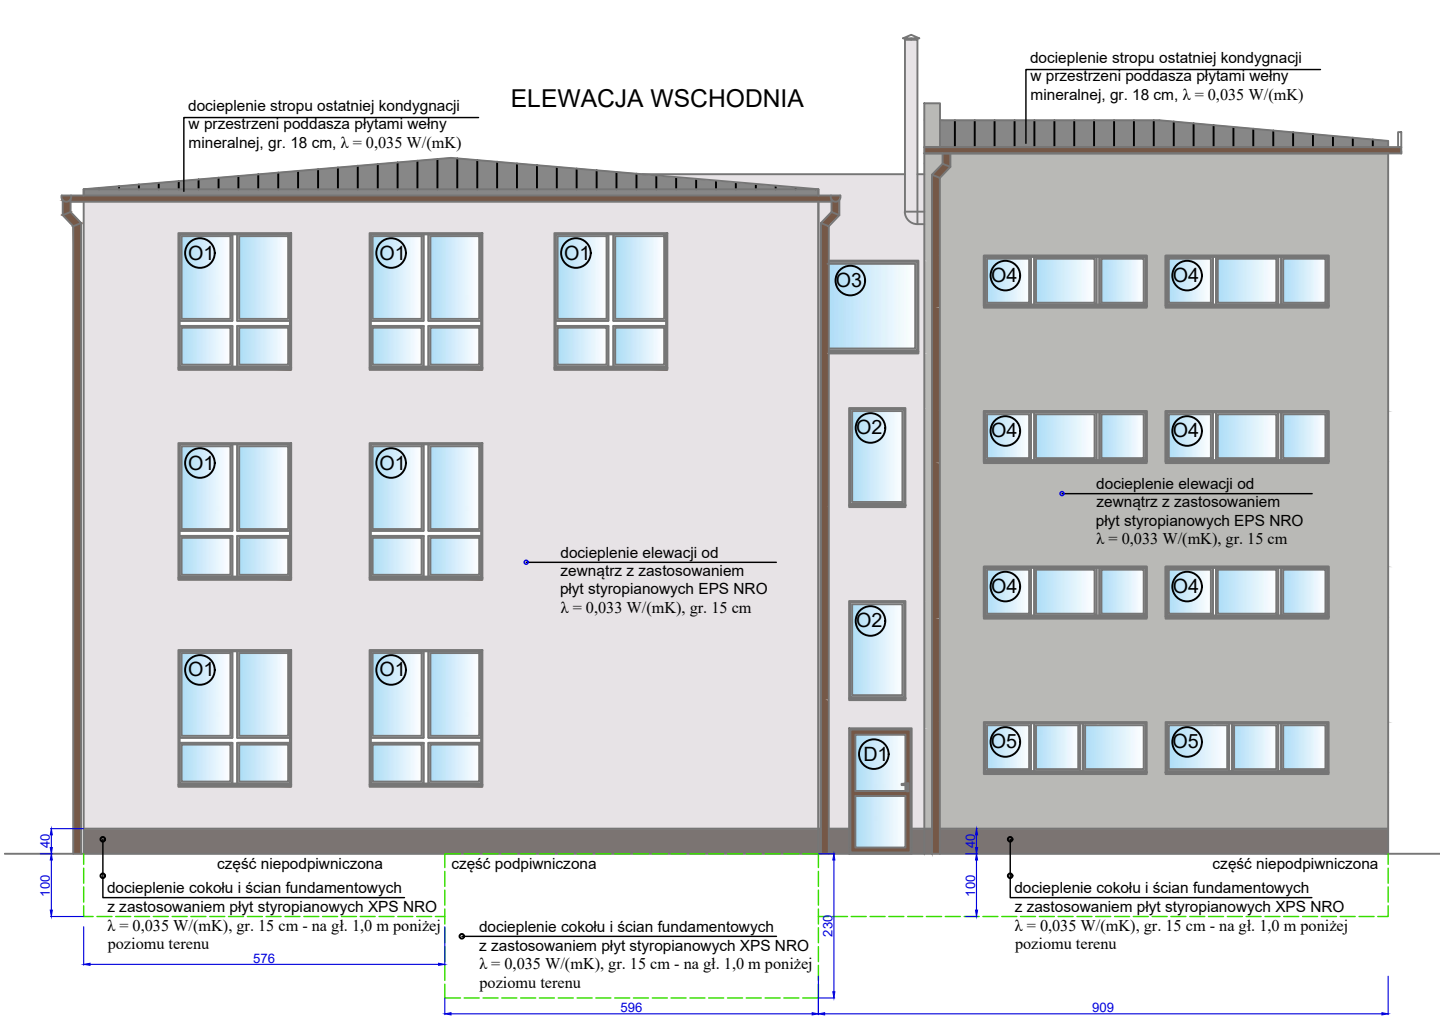 docieplenie stropu ostatniej kondygnacji
w przestrzeni poddasza płytami wełny
mineralnej, gr. 18 cm, λ = 0,035 W/(mK)
ELEWACJA WSCHODNIA
docieplenie stropu ostatniej kondygnacji
w przestrzeni poddasza płytami wełny
mineralnej, gr. 18 cm, λ = 0,035 W/(mK)
O1
O1
O1
O3
O4
O4
O1
O1
O2
O4
O4
docieplenie elewacji od
zewnątrz z zastosowaniem
płyt styropianowych EPS NRO
λ = 0,033 W/(mK), gr. 15 cm
docieplenie elewacji od
zewnątrz z zastosowaniem
płyt styropianowych EPS NRO
λ = 0,033 W/(mK), gr. 15 cm
O4
O4
O2
O1
O1
D1
O5
O5
40
40
część niepodpiwniczona
część podpiwniczona
część niepodpiwniczona
100
docieplenie cokołu i ścian fundamentowych
z zastosowaniem płyt styropianowych XPS NRO
λ = 0,035 W/(mK), gr. 15 cm - na gł. 1,0 m poniżej
poziomu terenu
docieplenie cokołu i ścian fundamentowych
z zastosowaniem płyt styropianowych XPS NRO
λ = 0,035 W/(mK), gr. 15 cm - na gł. 1,0 m poniżej
poziomu terenu
230
100
docieplenie cokołu i ścian fundamentowych
z zastosowaniem płyt styropianowych XPS NRO
λ = 0,035 W/(mK), gr. 15 cm - na gł. 1,0 m poniżej
poziomu terenu
576
596
909